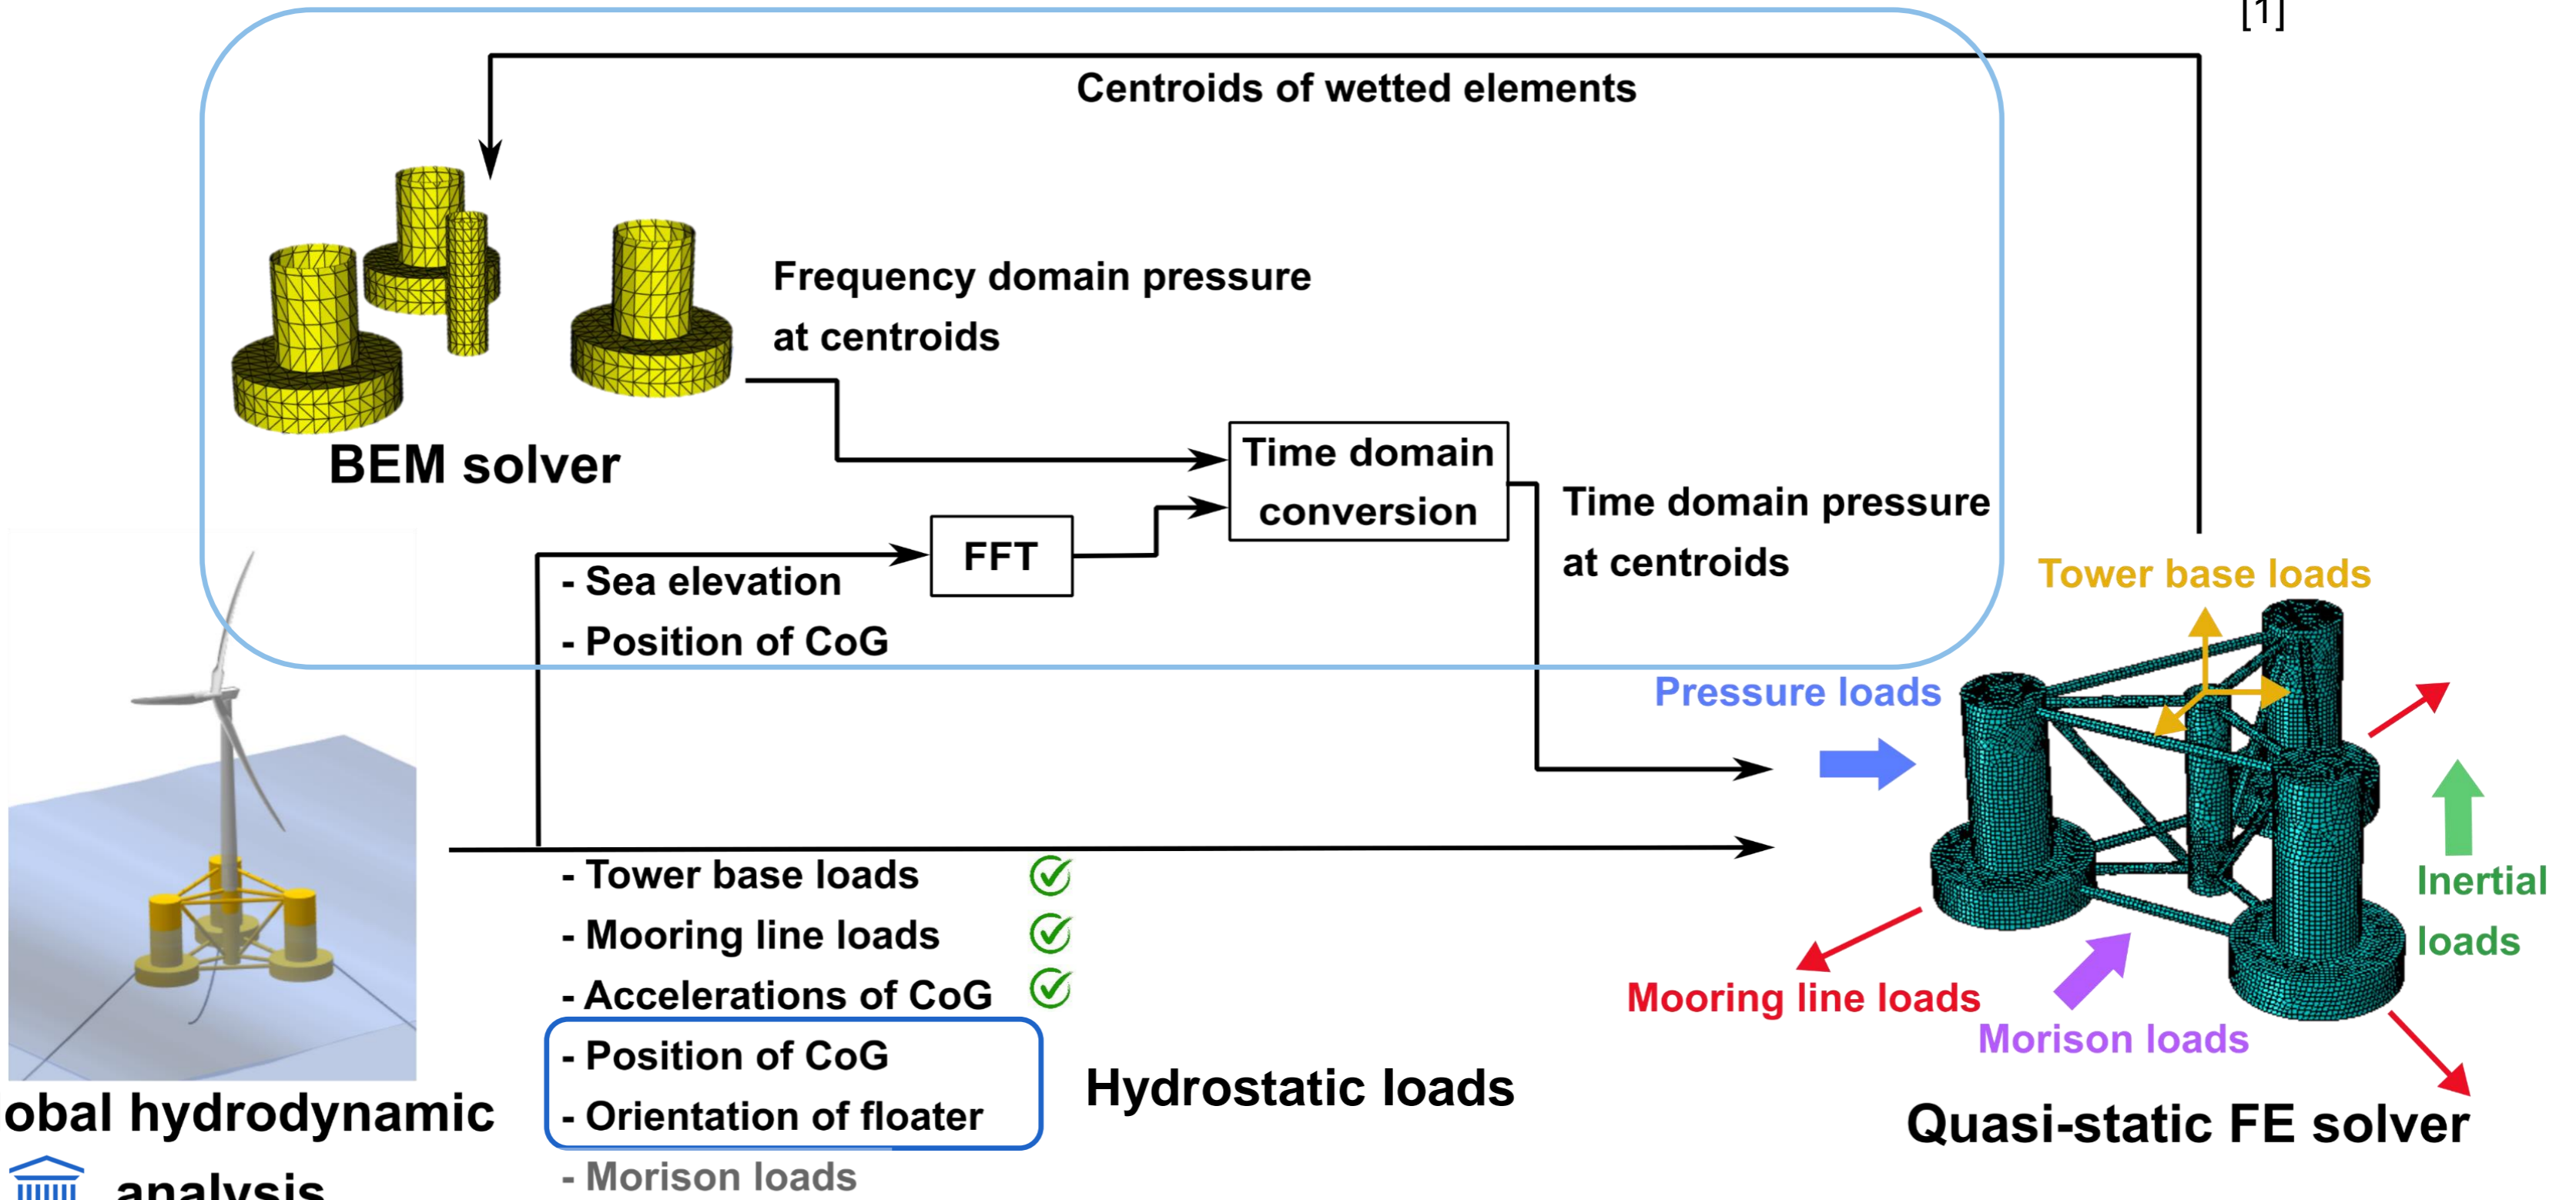 [1]
Centroids of wetted elements
Frequency domain pressure
at centroids
BEM solver
Time domain
conversion
FFT
Time domain pressure
at centroids
- Sea elevation
- Position of CoG
Tower base loads
Pressure loads
- Tower base loads
- Mooring line loads
- Accelerations of CoG
- Position of CoG
- Orientation of floater
- Morison loads
Hydrostatic loads
Inertial
loads
Mooring line loads
Morison loads
obal hydrodynamic
analysis
Quasi-static FE solver